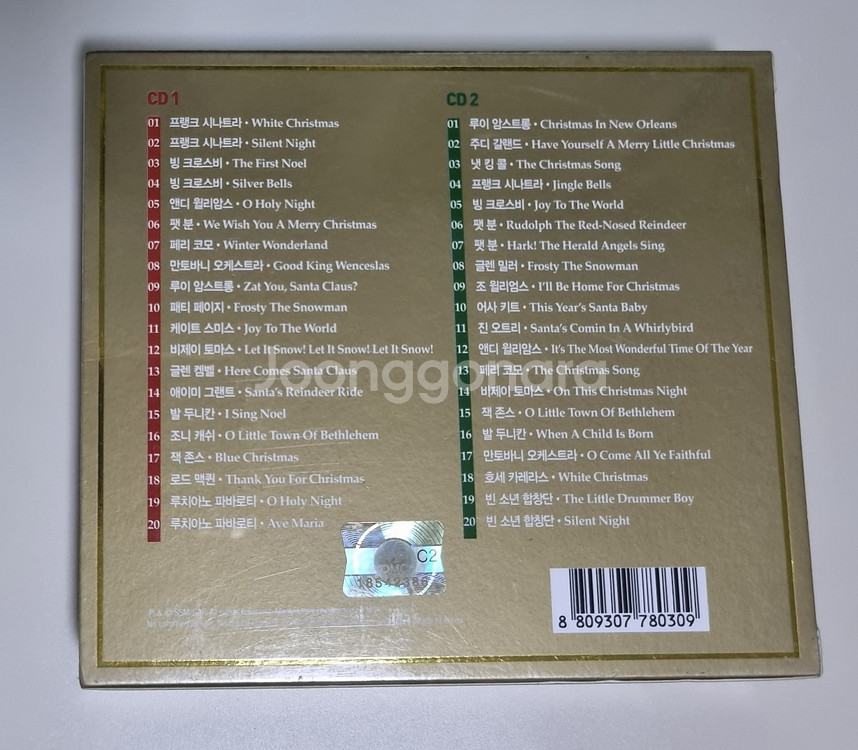 CD 1
01 프랭크 시나트라 • White Christmas
02 프랭크 시나트라 • Silent Night
03 빙 크로스비 • The First Noel
04 빙 크로스비 • Silver Bells
05 앤디 윌리암스 • O Holy Night
06 팻 분 • We Wish You A Merry Christmas
07 페리 코모 • Winter Wonderland
08 만토바니 오케스트라 • Good King Wenceslas
09 루이 암스트롱 • Zat You, Santa Claus?
10 패티 페이지 • Frosty The Snowman
11 케이트 스미스 • Joy To The World
12 비제이 토마스 • Let It Snow! Let It Snow! Let It Snow!
13 글렌 켐벨 • Here Comes Santa Claus
14 애이미 그랜트 • Santa's Reindeer Ride
15 발 두니칸 • I Sing Noel
16 조니 캐쉬 • O Little Town Of Bethlehem
17 잭 존스 • Blue Christmas
18 로드 맥퀸 • Thank You For Christmas
19 루치아노 파바로티 • O Holy Night
20 루치아노 파바로티 • Ave Maria
CD 2
01 루이 암스트롱 • Christmas In New Orleans
02 주디 갈랜드 • Have Yourself A Merry Little Christmas
03 냇 킹 콜 • The Christmas Song
04 프랭크 시나트라 • Jingle Bells
05 빙 크로스비 • Joy To The World
06 팻 분 • Rudolph The Red-Nosed Reindeer
07 팻 분 • Hark! The Herald Angels Sing
08 글렌 밀러 • Frosty The Snowman
09 조 윌리엄스 • I'll Be Home For Christmas
10 어사 키트 • This Year's Santa Baby
11 진 오트리 • Santa's Comin In A Whirlybird
12 앤디 윌리암스 • It's The Most Wonderful Time Of The Year
13 페리 코모 • The Christmas Song
14 비제이 토마스 • On This Christmas Night
15 잭 존스 • O Little Town Of Bethlehem
16 발 두니칸 • When A Child Is Born
17 만토바니 오케스트라 • O Come All Ye Faithful
18 호세 카레라스 • White Christmas
19 빈 소년 합창단 • The Little Drummer Boy
20 빈 소년 합창단 • Silent Night
Joonggonara
C2
8 809307 780309